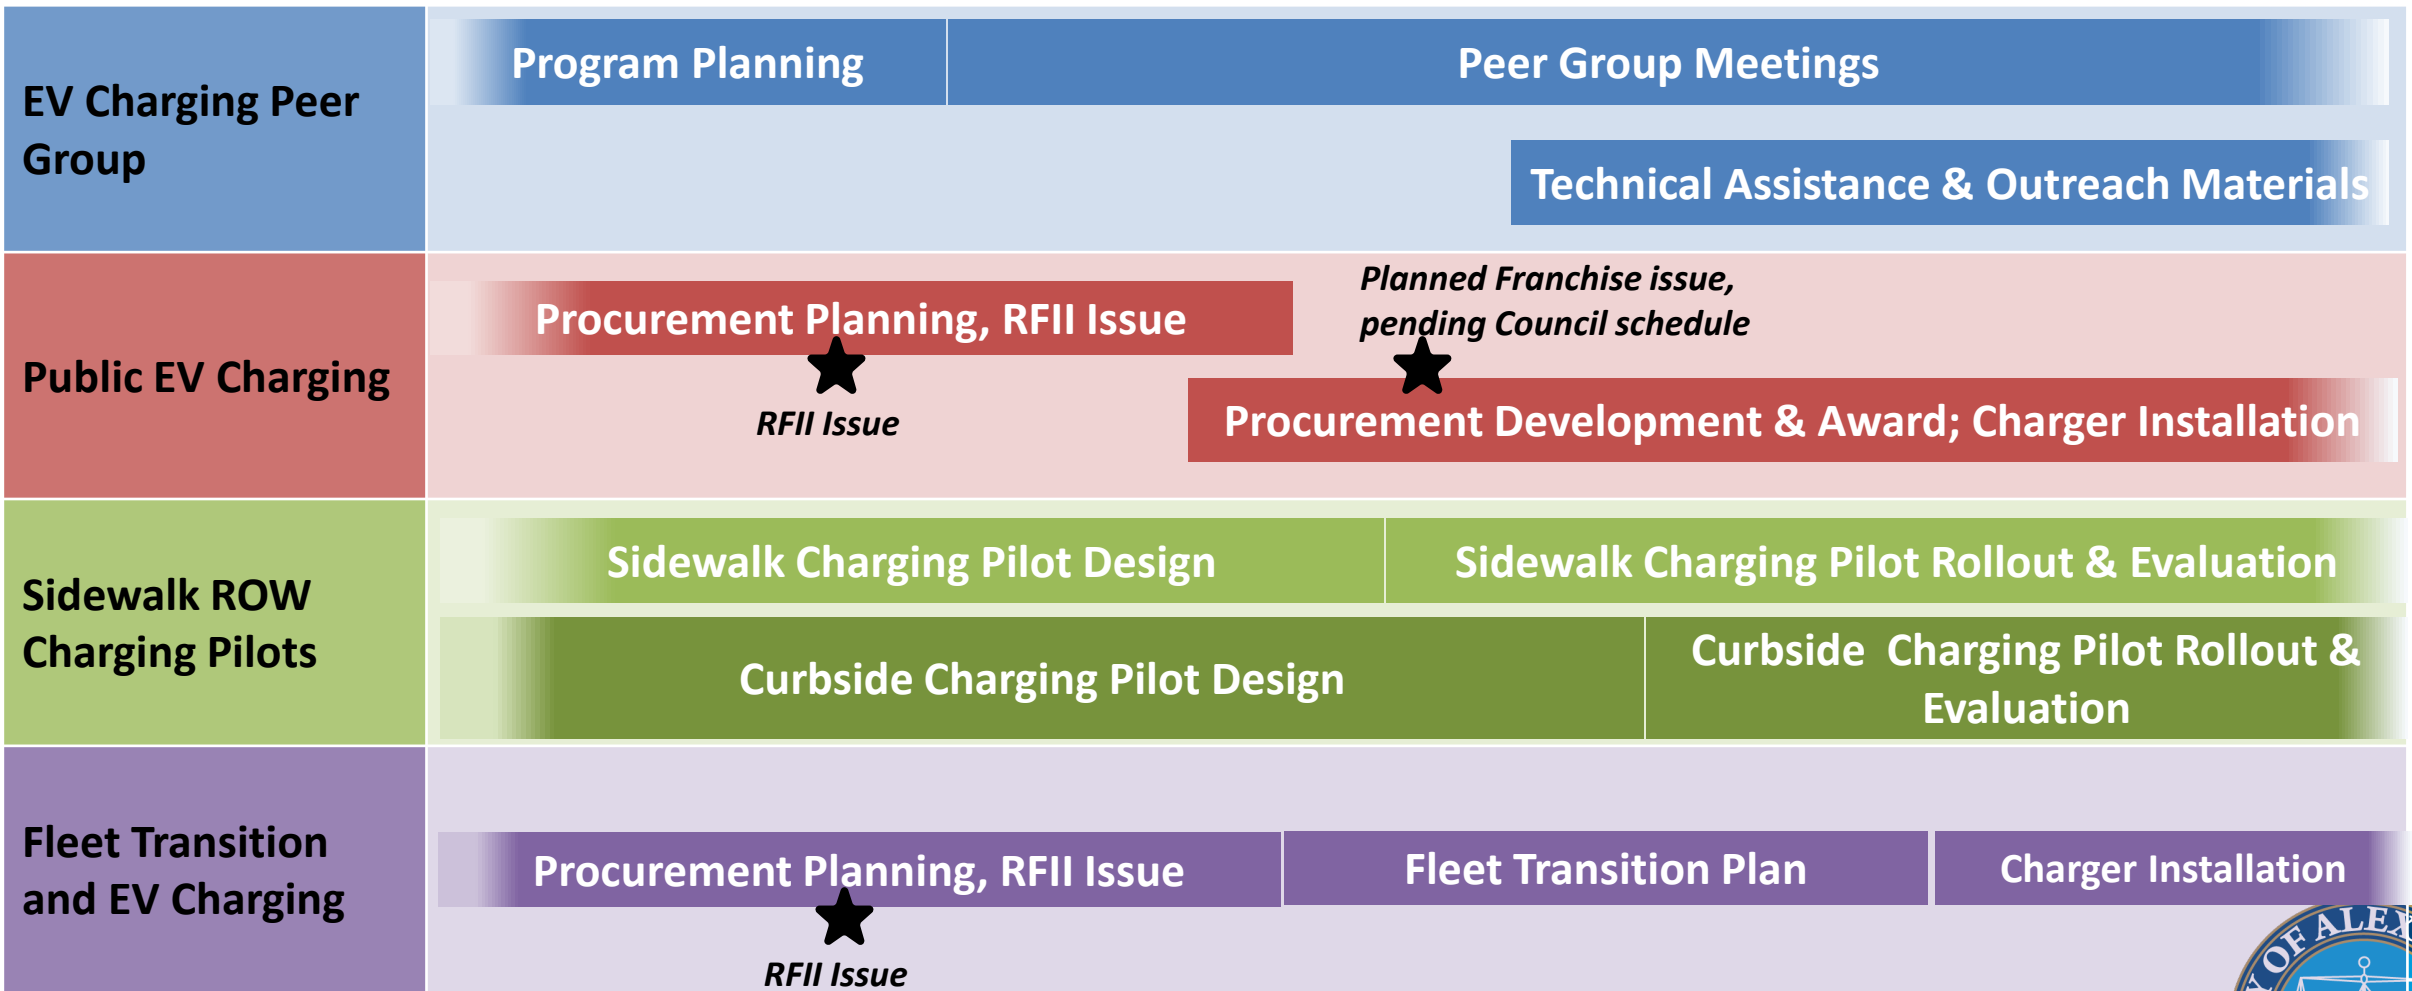 EV Charging Peer
Group
Program Planning
Peer Group Meetings
Technical Assistance & Outreach Materials
Public EV Charging
Procurement Planning, RFII Issue
RFII Issue
Planned Franchise issue,
pending Council schedule
Procurement Development & Award; Charger Installation
Sidewalk ROW
Charging Pilots
Sidewalk Charging Pilot Design
Sidewalk Charging Pilot Rollout & Evaluation
Curbside Charging Pilot Design
Curbside  Charging Pilot Rollout &
Evaluation
Fleet Transition
and EV Charging
Procurement Planning, RFII Issue
RFII Issue
Fleet Transition Plan
Charger Installation
OF